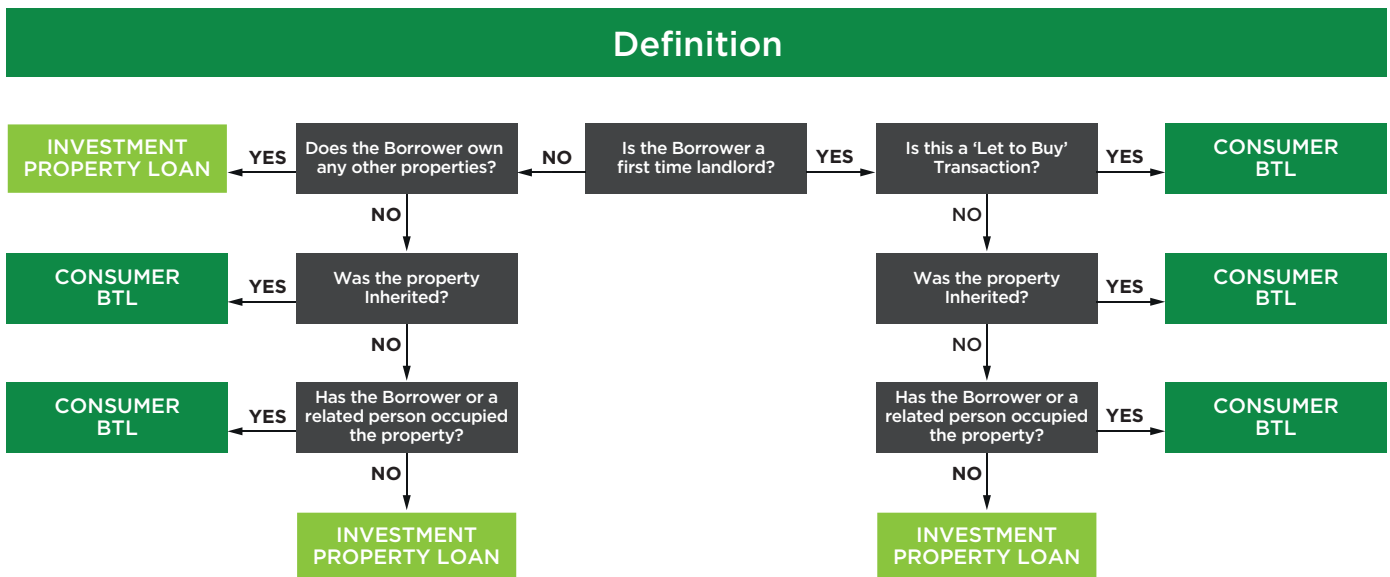 Definition
INVESTMENT
PROPERTY LOAN
YES
Does the Borrower own
any other properties?
NO
Is the Borrower a
first time landlord?
YES
Is this a ‘Let to Buy’
Transaction?
YES
CONSUMER
BTL
NO
NO
CONSUMER
BTL
YES
Was the property
Inherited?
Was the property
Inherited?
YES
CONSUMER
BTL
NO
NO
CONSUMER
BTL
YES
Has the Borrower or a
related person occupied
the property?
Has the Borrower or a
related person occupied
the property?
YES
CONSUMER
BTL
NO
NO
INVESTMENT
PROPERTY LOAN
INVESTMENT
PROPERTY LOAN